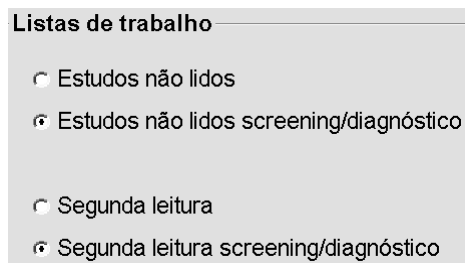 Listas de trabalho
Estudos não lidos
Estudos não lidos screening/diagnóstico
Segunda leitura
Segunda leitura screening/diagnóstico